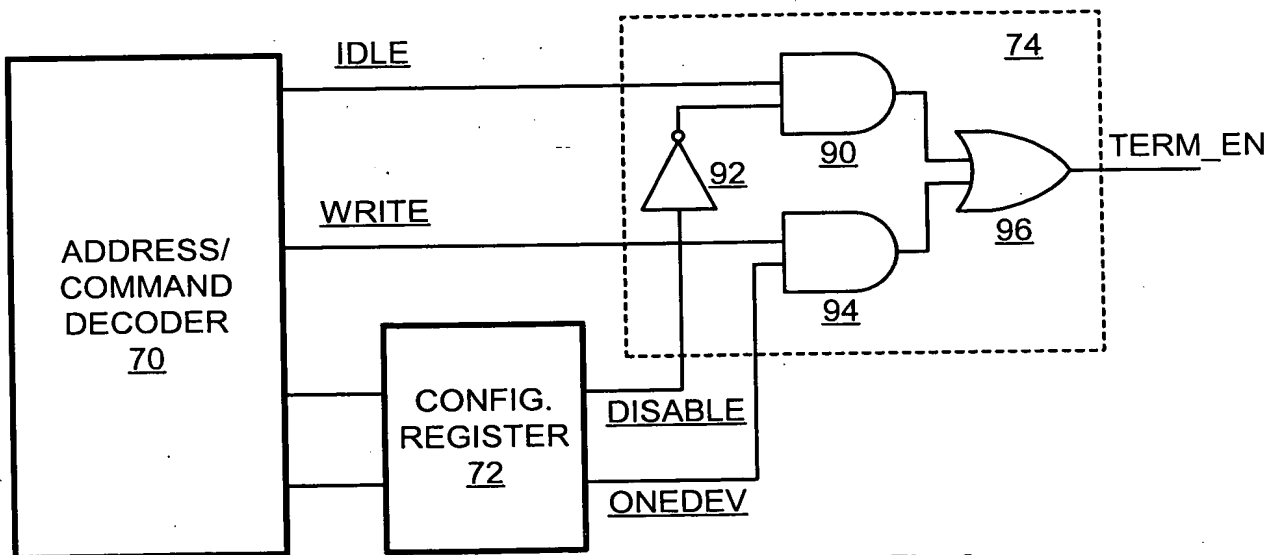 IDLE
74
90
TERM_EN
92
WRITE
96
ADDRESS/
COMMAND
DECODER
70
94
CONFIG.
REGISTER
72
DISABLE
ONEDEV